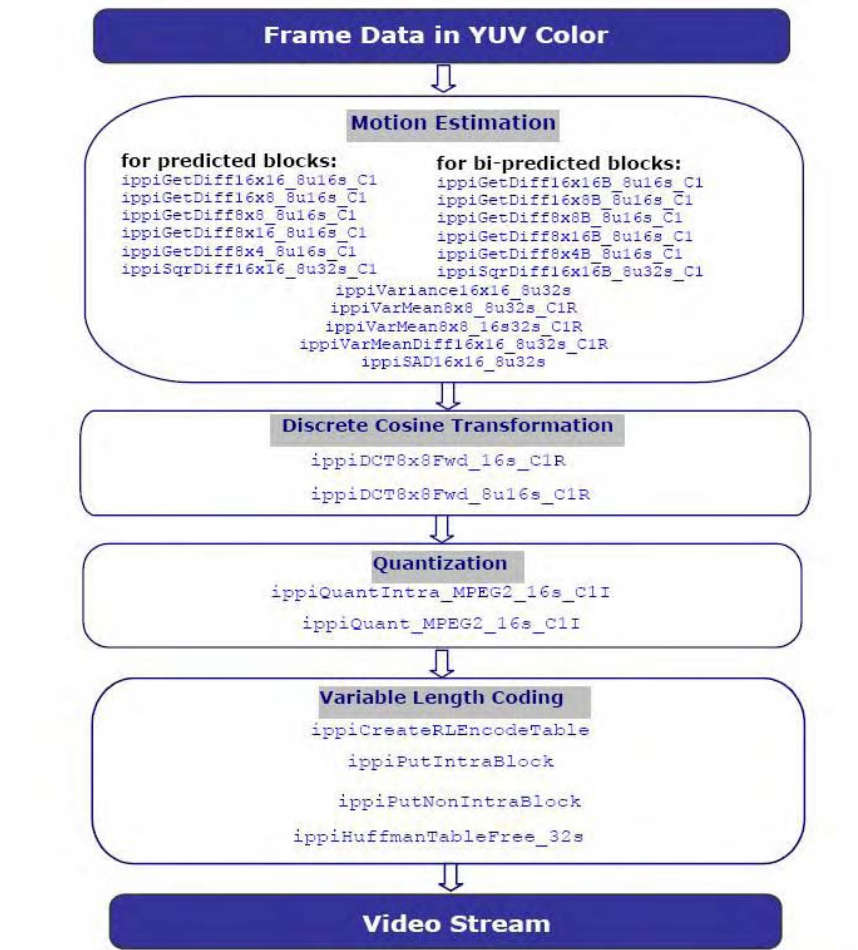 Frame Data in YUV Color
Motion Estimation
for predicted blocks:
ippiGetDiff16x16_8u16s_C1
ippiGetDiff16x8_8u16s_C1
ippiGetDiff8x8_8u16s_C1
ippiGetDiff8x16_8u16s_C1
ippiGetDiff8x4_8u16s_C1
ippiSqrDiff16x16_8u32s_C1
for bi-predicted blocks:
ippiGetDiff16x16B_8u16s_C1
ippiGetDiff16x8B_8u16s_C1
ippiGetDiff8x8B_8u16s_C1
ippiGetDiff8x16B_8u16s_C1
ippiGetDiff8x4B_8u16s_C1
ippiSqrDiff16x16B_8u32s_C1
ippiVariance16x16_8u32s
ippiVarMean8x8_8u32s_C1R
ippiVarMean8x8_16s32s_C1R
ippiVarMeanDiff16x16_8u32s_C1R
ippiSAD16x16_8u32s
Discrete Cosine Transformation
ippiDCT8x8Fwd_16s_C1R
ippiDCT8x8Fwd_8u16s_C1R
Quantization
ippiQuantIntra_MPEG2_16s_C1I
ippiQuant_MPEG2_16s_C1I
Variable Length Coding
ippiCreateRLEncodeTable
ippiPutIntraBlock
ippiPutNonIntraBlock
ippiHuffmanTableFree_32s
Video Stream